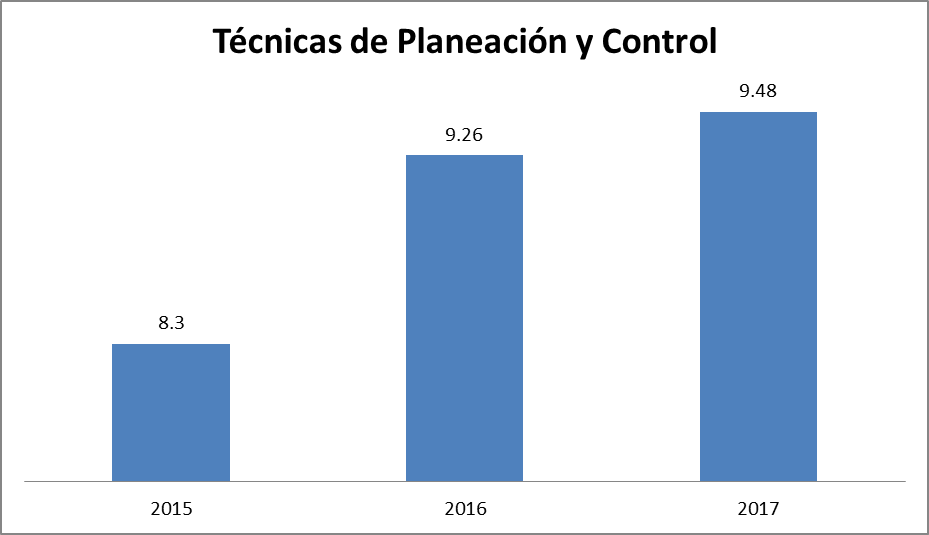 Técnicas de Planeación y Control
9.48
9.26
8.3
2015 2016 2017